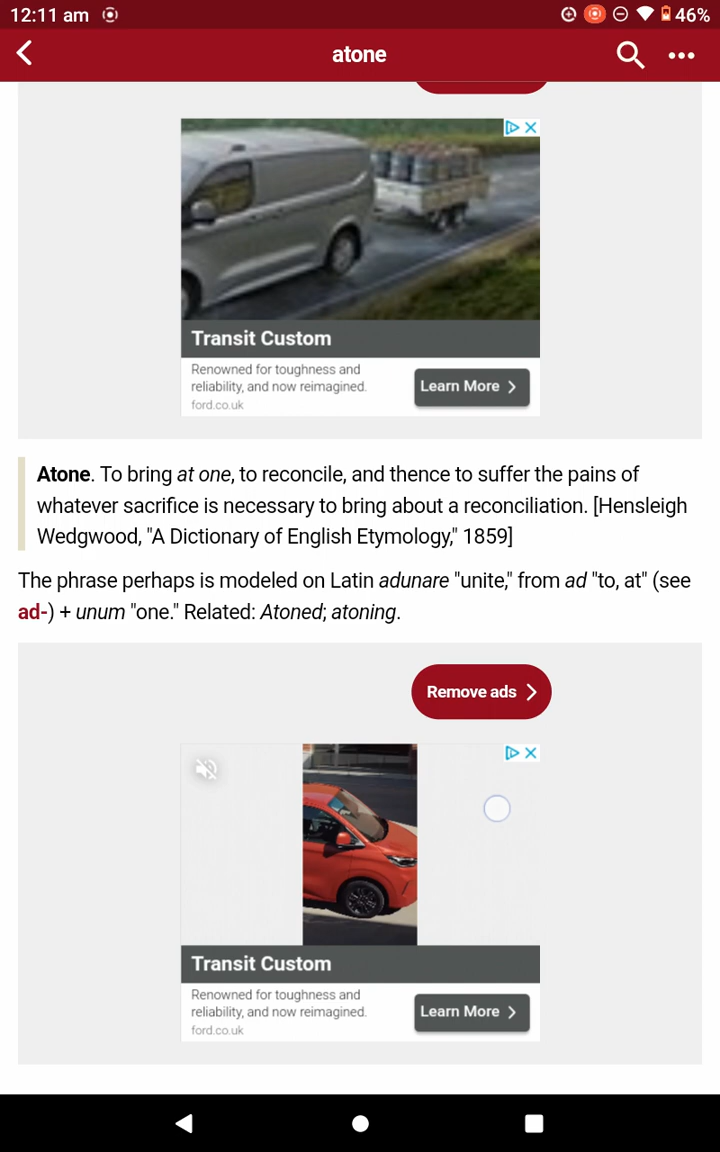 12:11 am
46%
atone
Transit Custom
Renowned for toughness and
reliability, and now reimagined.
ford.co.uk
Learn More
Atone. To bring at one, to reconcile, and thence to suffer the pains of
whatever sacrifice is necessary to bring about a reconciliation. [Hensleigh
Wedgwood, "A Dictionary of English Etymology," 1859]
The phrase perhaps is modeled on Latin adunare "unite," from ad "to, at" (see
ad-) + unum "one." Related: Atoned; atoning.
Remove ads
Transit Custom
Renowned for toughness and
reliability, and now reimagined.
ford.co.uk
Learn More